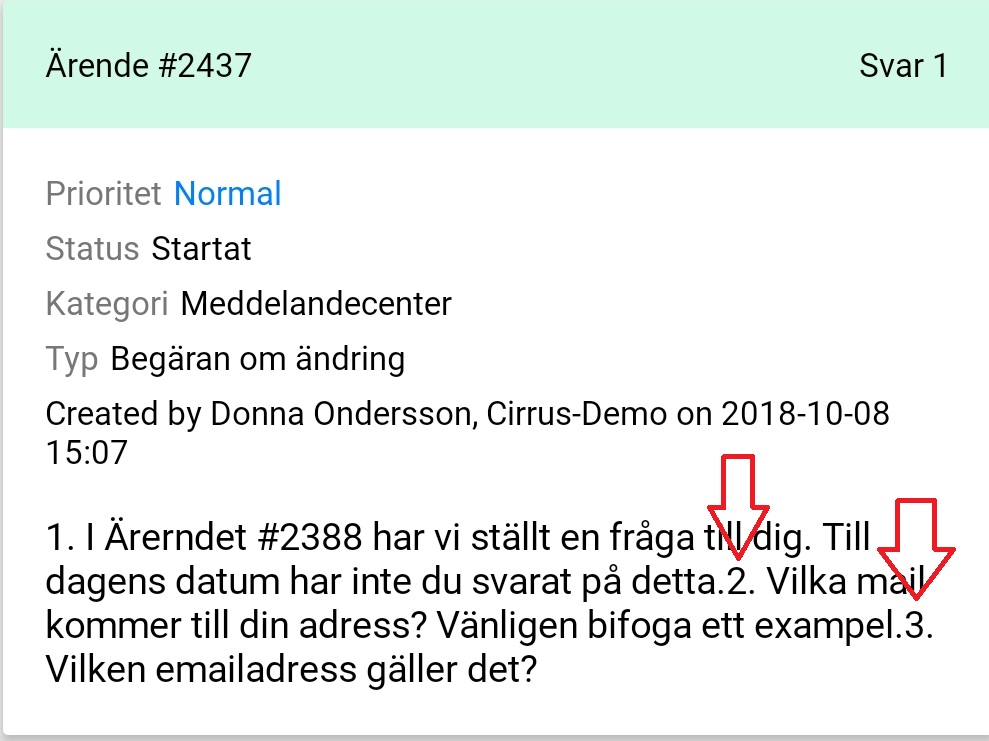 Ärende #2437 Svar 1
Prioritet Normal
Status Startat
Kategori Meddelandecenter
Typ Begäran om ändring
Created by Donna Ondersson, Cirrus-Demo on 2018-10-08
15:07
1. I Ärerndet #2388 har vi ställt en fråga till dig. Till
dagens datum har inte du svarat på detta.2. Vilka mail
kommer till din adress? Vänligen bifoga ett exampel.3.
Vilken emailadress gäller det?